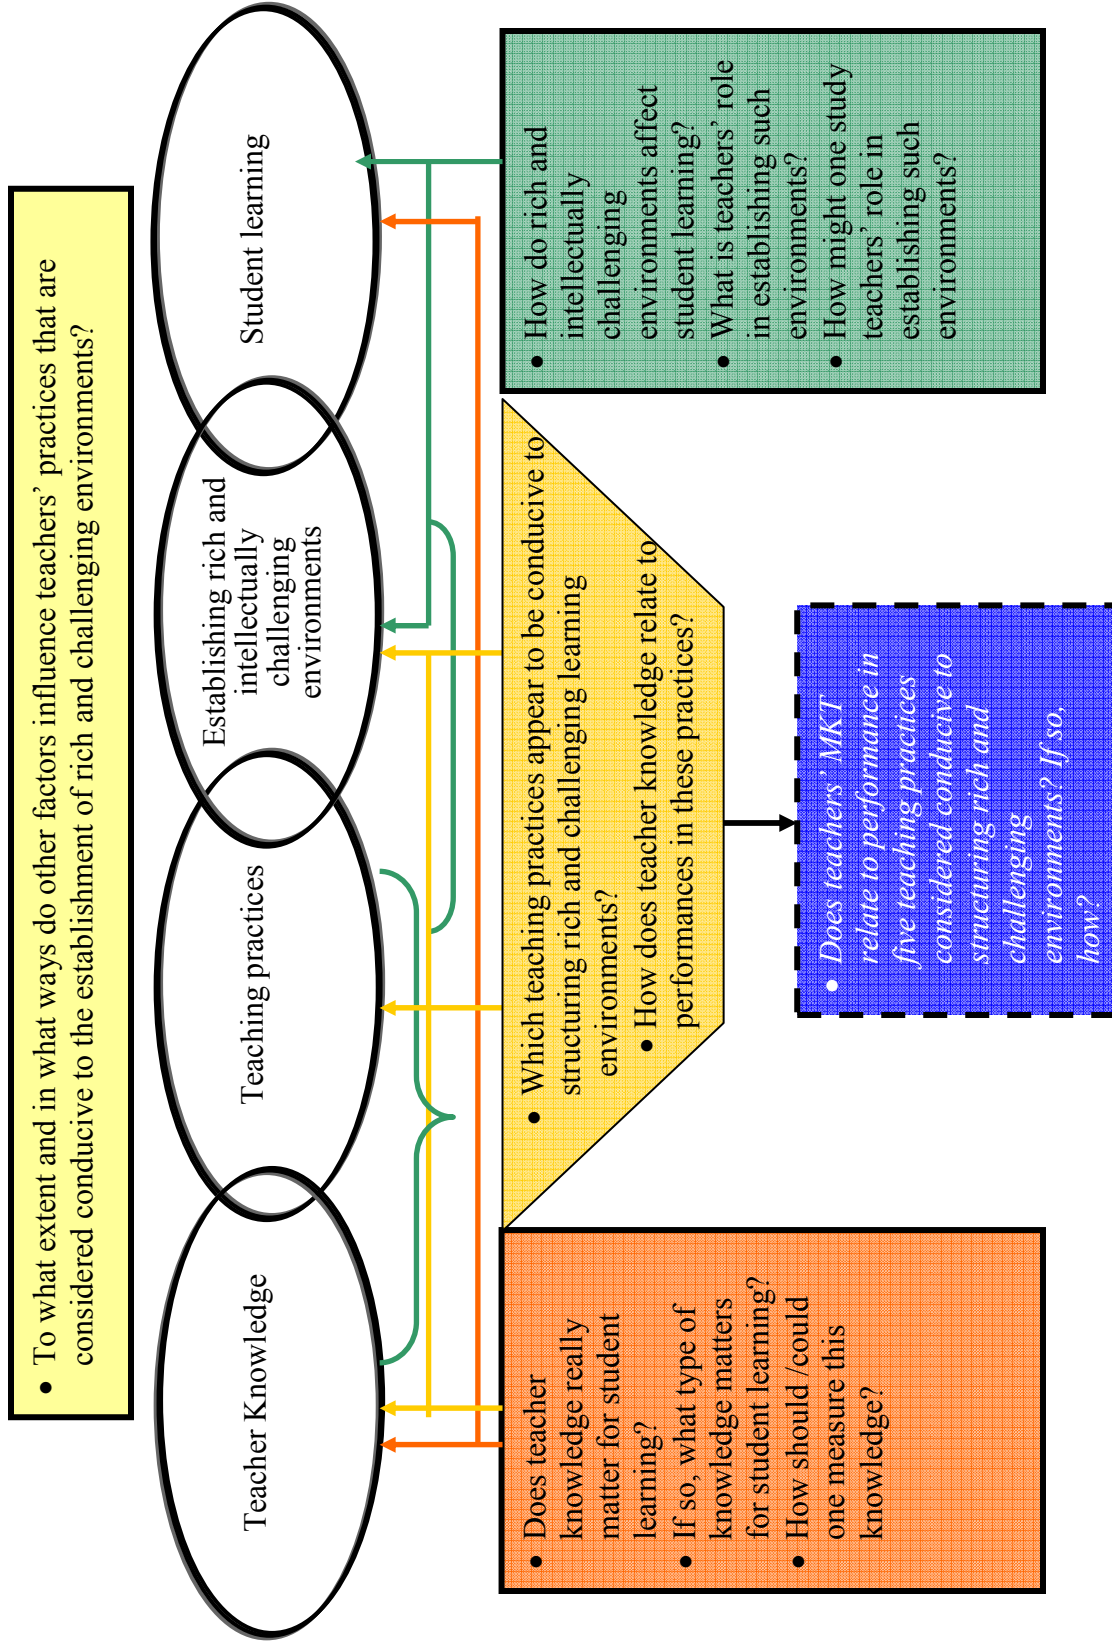 • To what extent and in what ways do other factors influence teachers’ practices that are
considered conducive to the establishment of rich and challenging environments?
Teacher Knowledge
Teaching practices
Establishing rich and
intellectually
challenging
environments
Student learning
• Does teacher
knowledge really
matter for student
learning?
• If so, what type of
knowledge matters
for student learning?
• How should /could
one measure this
knowledge?
• Which teaching practices appear to be conducive to
structuring rich and challenging learning
environments?
• How does teacher knowledge relate to
performances in these practices?
• How do rich and
intellectually
challenging
environments affect
student learning?
• What is teachers’ role
in establishing such
environments?
• How might one study
teachers’ role in
establishing such
environments?
• Does teachers’ MKT
relate to performance in
five teaching practices
considered conducive to
structuring rich and
challenging
environments? If so,
how?